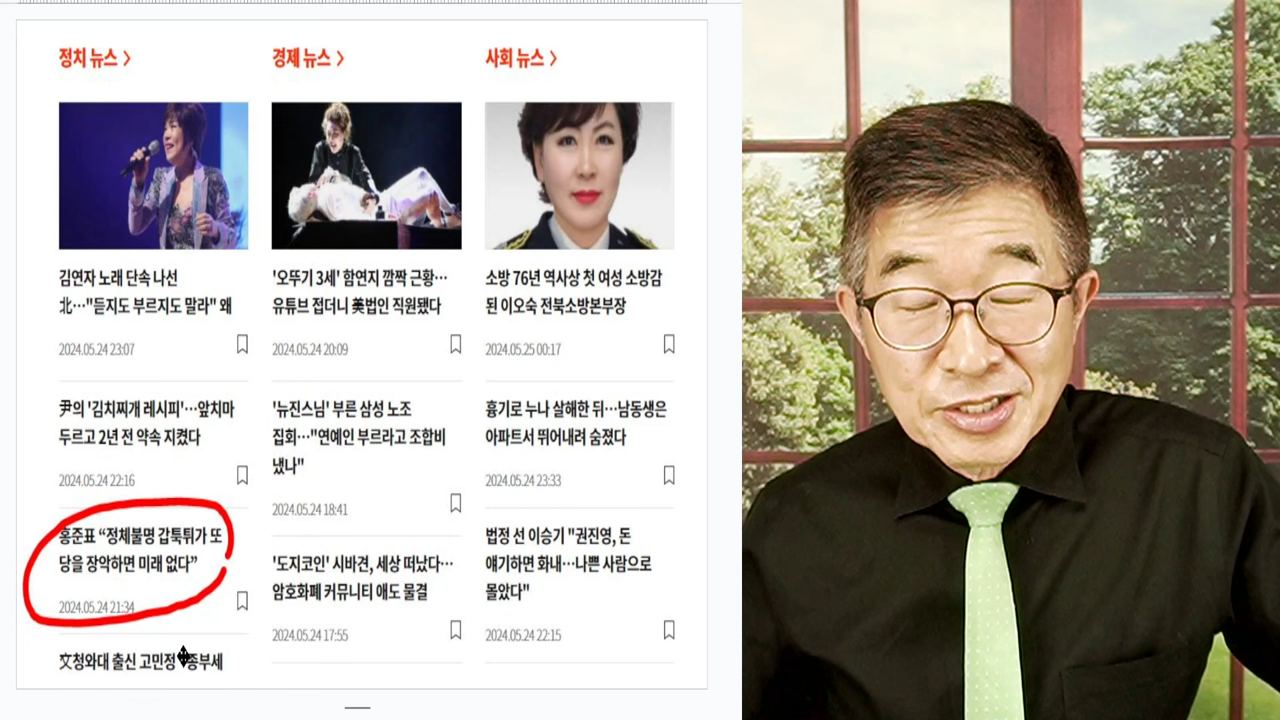 정치 뉴스 〉
김연자 노래 단속 나선
北…"듣지도 부르지도 말라" 왜
2024.05.24 23:07
尹의 '김치찌개 레시피'…앞치마
두르고 2년 전 약속 지켰다
2024.05.24 22:16
홍준표 “정체불명 갑툭튀가 또
당을 장악하면 미래 없다”
2024.05.24 21:34
文청와대 출신 고민정 종부세
경제 뉴스 〉
'오뚜기 3세' 함연지 깜짝 근황…
유튜브 접더니 美법인 직원됐다
2024.05.24 20:09
'뉴진스님' 부른 삼성 노조
집회…"연예인 부르라고 조합비
냈나"
2024.05.24 18:41
'도지코인' 시바견, 세상 떠났다…
암호화폐 커뮤니티 애도 물결
2024.05.24 17:55
사회 뉴스 〉
소방 76년 역사상 첫 여성 소방감
된 이오숙 전북소방본부장
2024.05.25 00:17
흉기로 누나 살해한 뒤…남동생은
아파트서 뛰어내려 숨졌다
2024.05.24 23:33
법정 선 이승기 "권진영, 돈
얘기하면 화내…나쁜 사람으로
몰았다"
2024.05.24 22:15